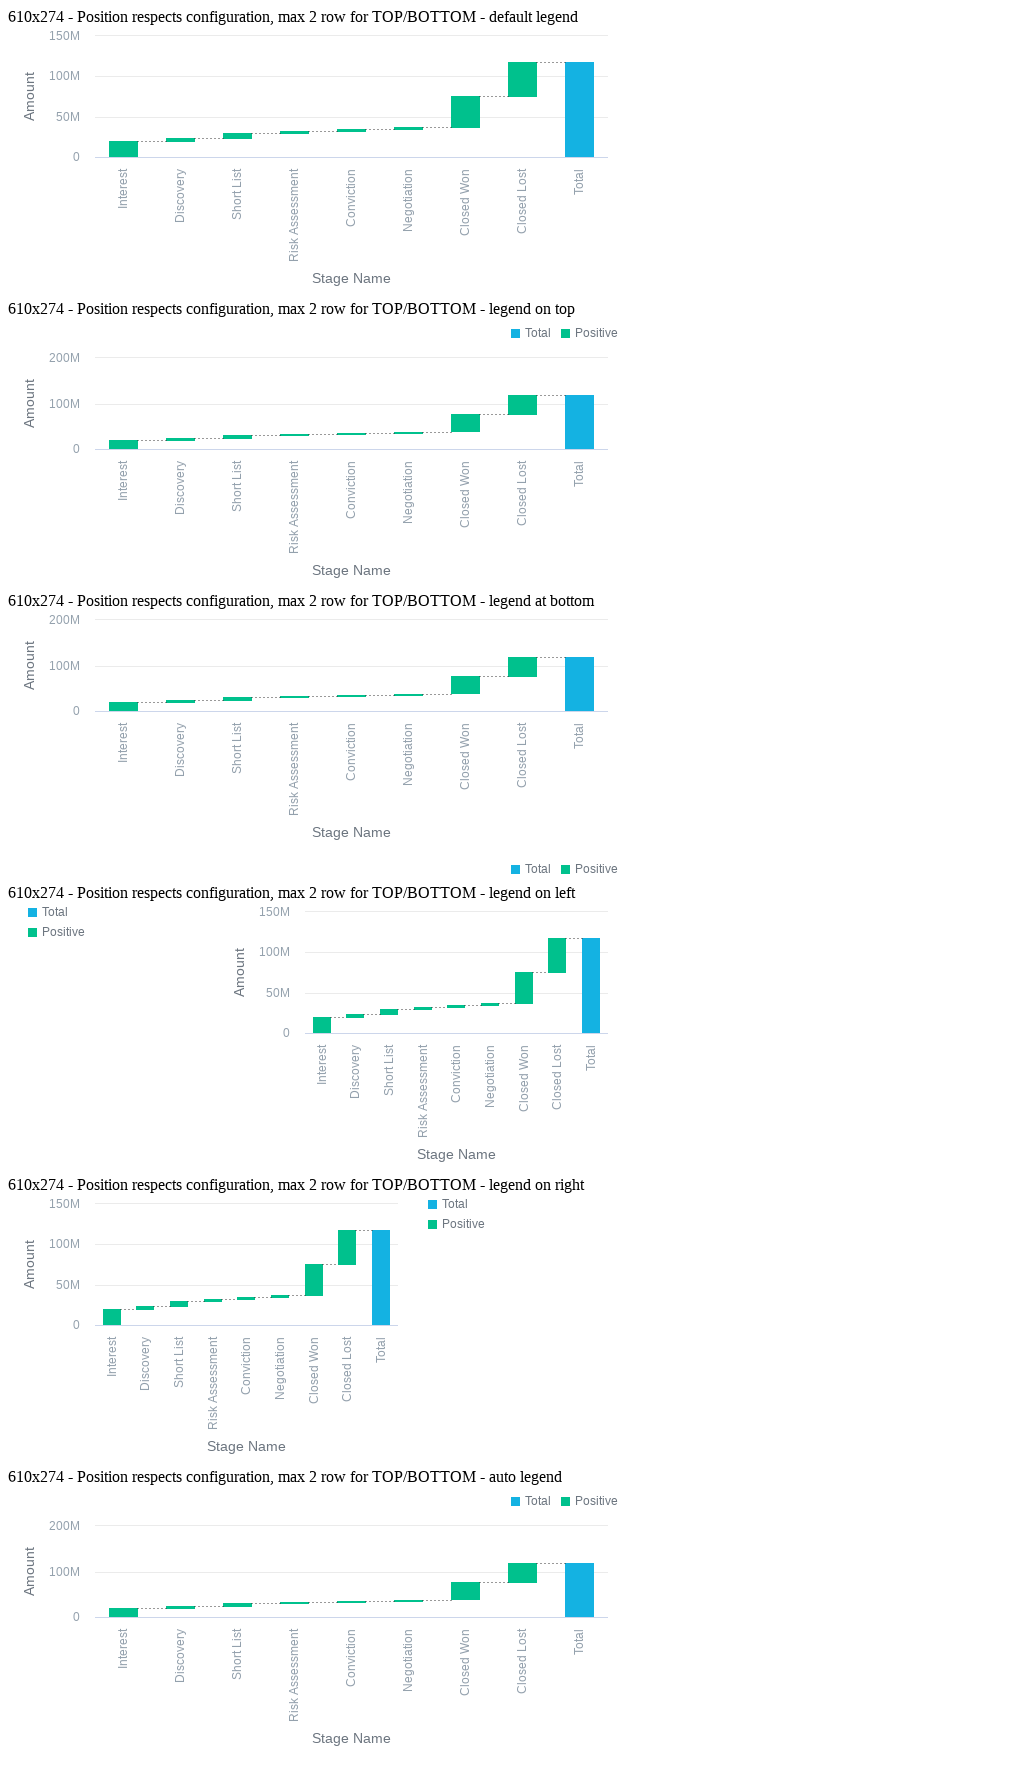 610x274 - Position respects configuration, max 2 row for TOP/BOTTOM - default legend
150M
100M
50M
0
Amount
Interest
Discovery
Short List
Risk Assessment
Conviction
Negotiation
Closed Won
Closed Lost
Total
Stage Name
610x274 - Position respects configuration, max 2 row for TOP/BOTTOM - legend on top
Total Positive
200M
100M
0
Amount
Interest
Discovery
Short List
Risk Assessment
Conviction
Negotiation
Closed Won
Closed Lost
Total
Stage Name
610x274 - Position respects configuration, max 2 row for TOP/BOTTOM - legend at bottom
200M
100M
0
Amount
Interest
Discovery
Short List
Risk Assessment
Conviction
Negotiation
Closed Won
Closed Lost
Total
Stage Name
Total Positive
610x274 - Position respects configuration, max 2 row for TOP/BOTTOM - legend on left
Total
Positive
150M
100M
50M
0
Amount
Interest
Discovery
Short List
Risk Assessment
Conviction
Negotiation
Closed Won
Closed Lost
Total
Stage Name
610x274 - Position respects configuration, max 2 row for TOP/BOTTOM - legend on right
150M
100M
50M
0
Amount
Interest
Discovery
Short List
Risk Assessment
Conviction
Negotiation
Closed Won
Closed Lost
Total
Stage Name
Total
Positive
610x274 - Position respects configuration, max 2 row for TOP/BOTTOM - auto legend
Total Positive
200M
100M
0
Amount
Interest
Discovery
Short List
Risk Assessment
Conviction
Negotiation
Closed Won
Closed Lost
Total
Stage Name